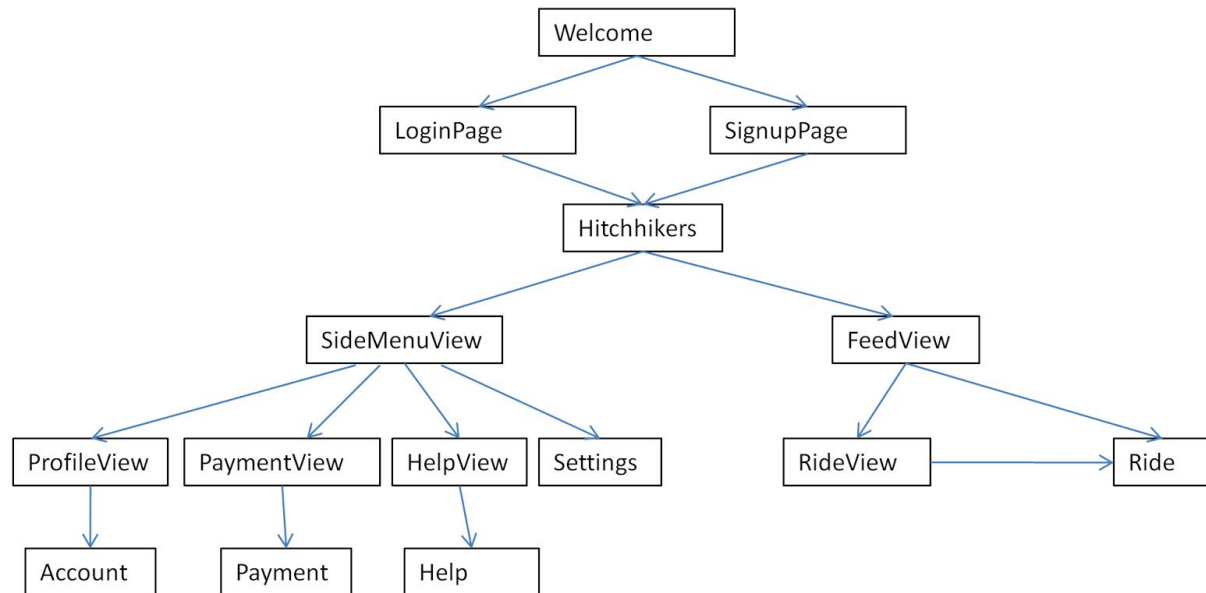 Welcome
LoginPage
SignupPage
Hitchhikers
SideMenuView
FeedView
ProfileView
PaymentView
HelpView
Settings
RideView
Ride
Account
Payment
Help